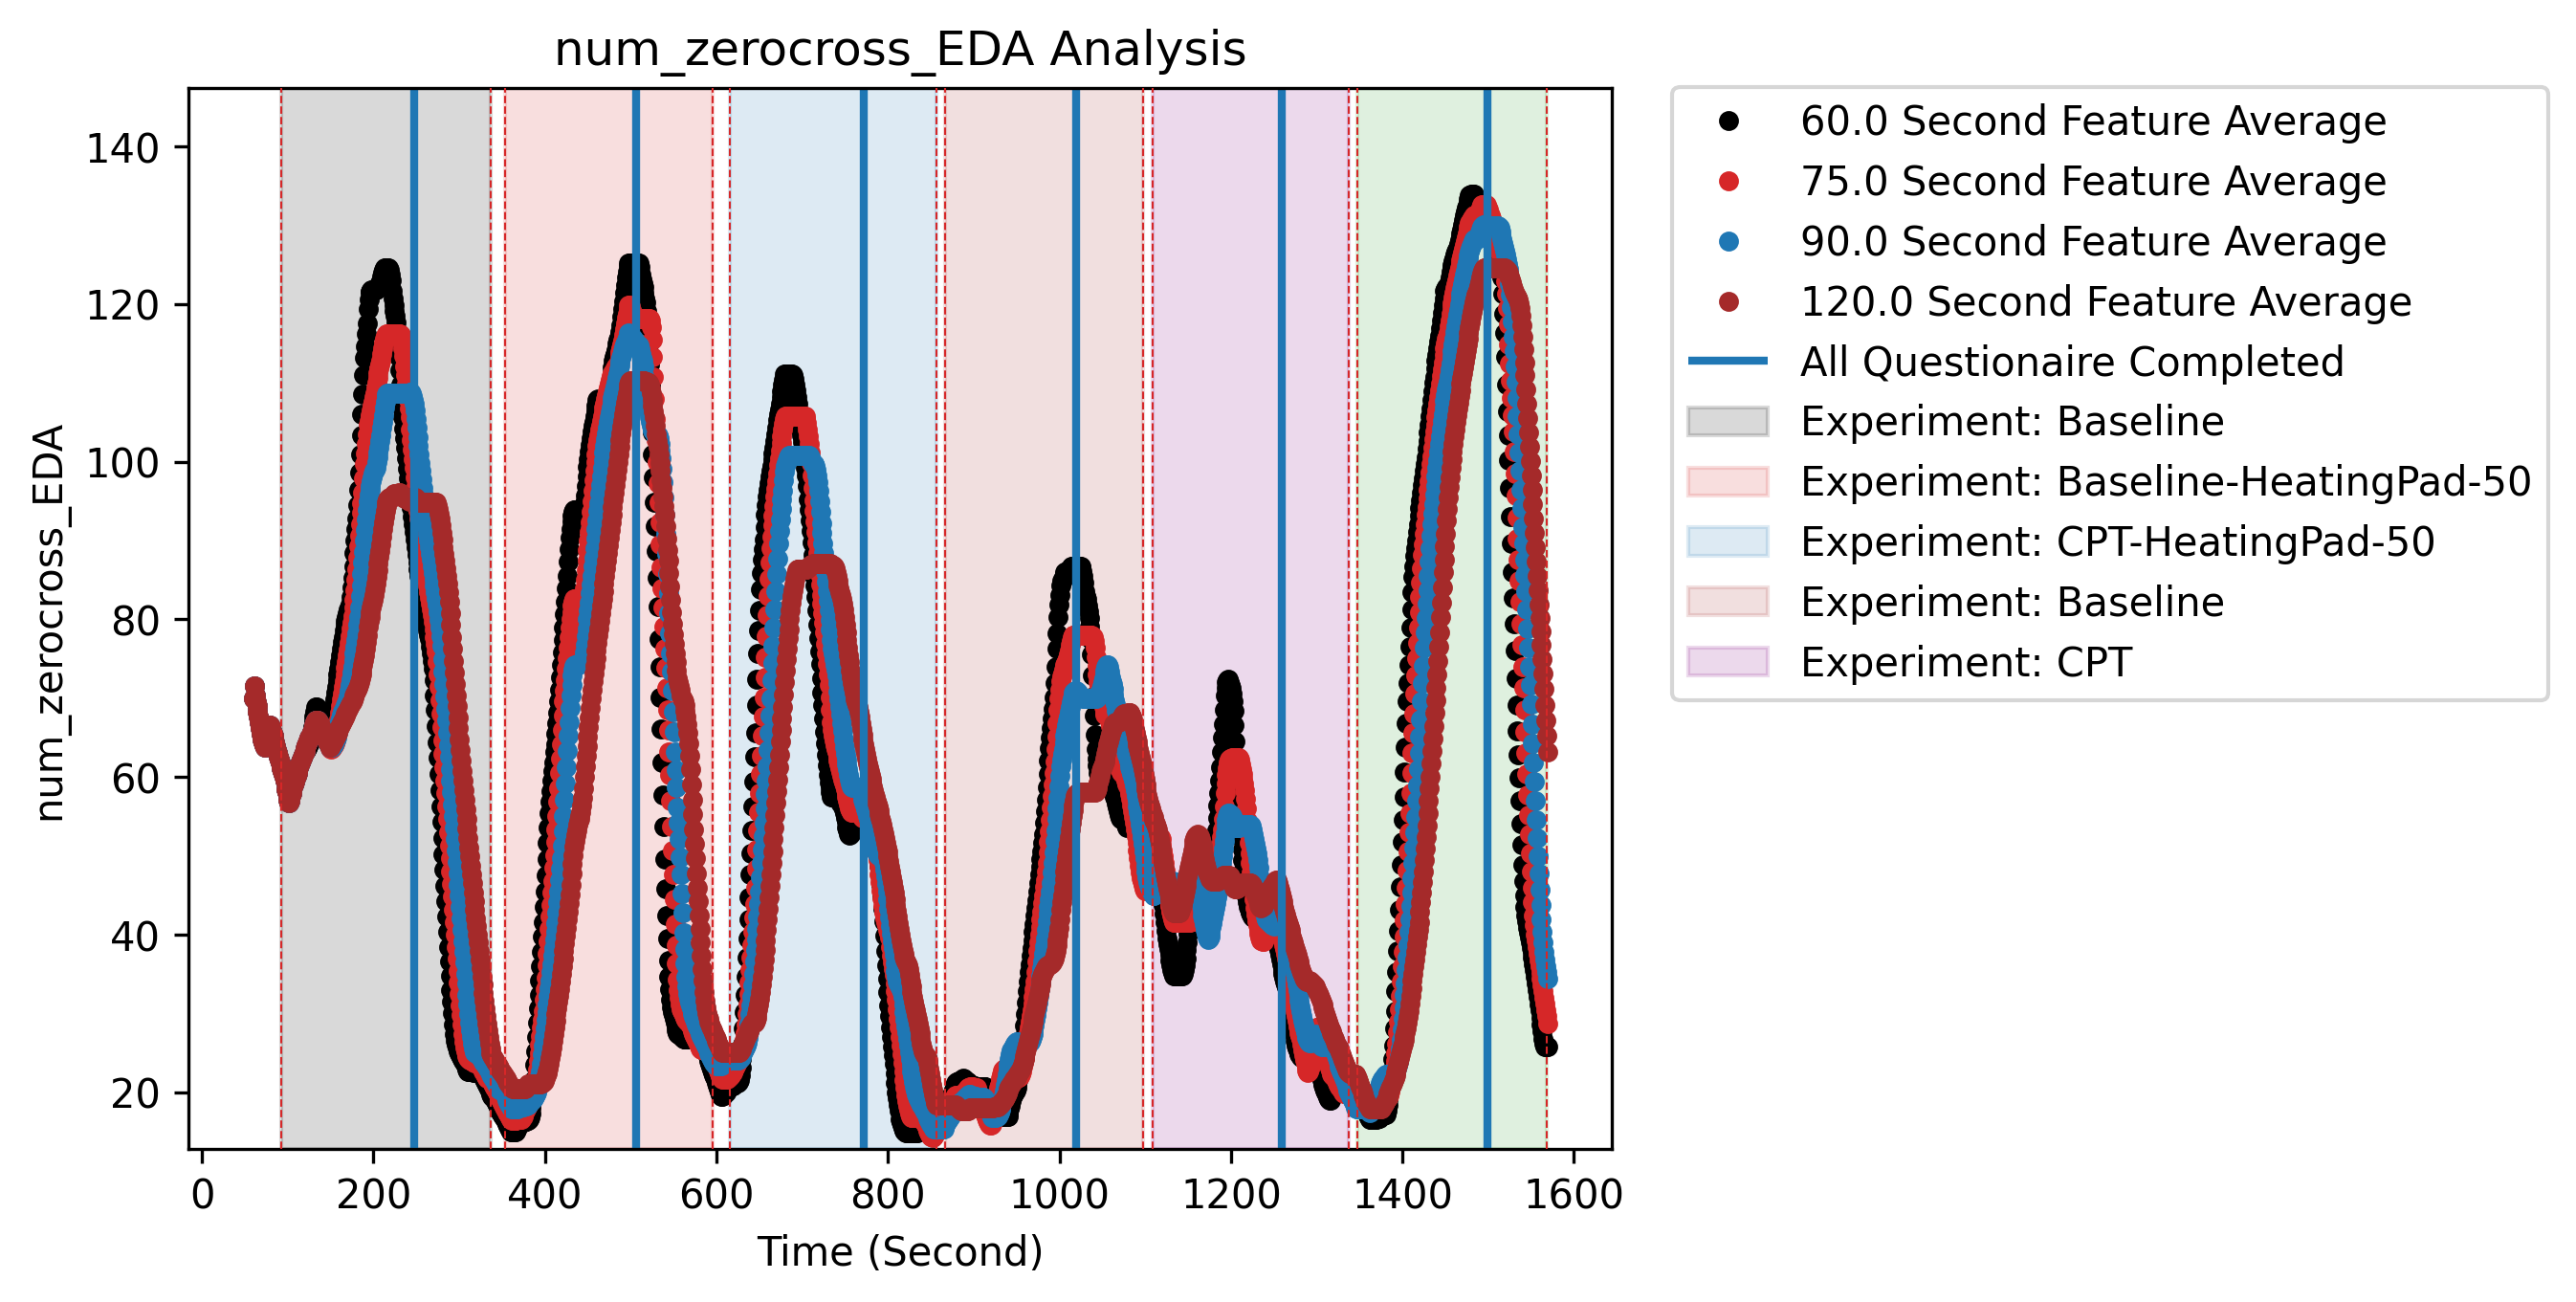 num_zerocross_EDA Analysis
num_zerocross_EDA
140
120
100
80
60
40
20
0 200 400 600 800 1000 1200 1400 1600
Time (Second)
60.0 Second Feature Average
75.0 Second Feature Average
90.0 Second Feature Average
120.0 Second Feature Average
All Questionaire Completed
Experiment: Baseline
Experiment: Baseline-HeatingPad-50
Experiment: CPT-HeatingPad-50
Experiment: Baseline
Experiment: CPT